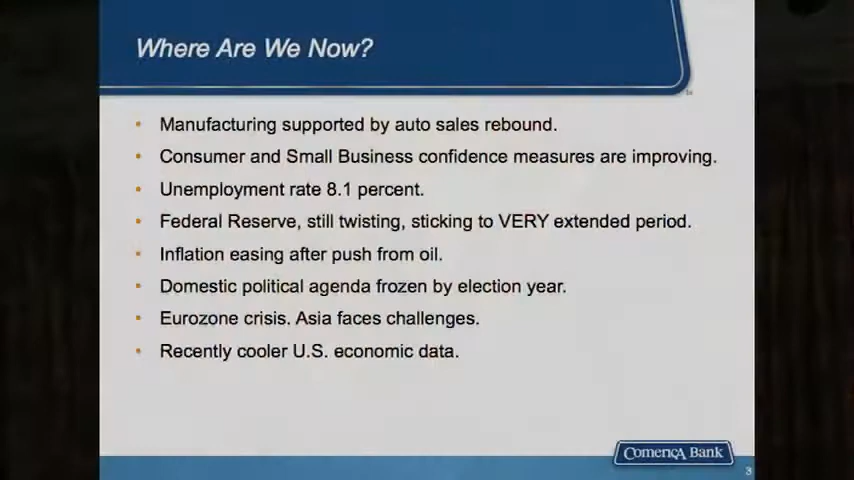 Where Are We Now?
• Manufacturing supported by auto sales rebound.
• Consumer and Small Business confidence measures are improving.
• Unemployment rate 8.1 percent.
• Federal Reserve, still twisting, sticking to VERY extended period.
• Inflation easing after push from oil.
• Domestic political agenda frozen by election year.
• Eurozone crisis. Asia faces challenges.
• Recently cooler U.S. economic data.
Comerica Bank
3